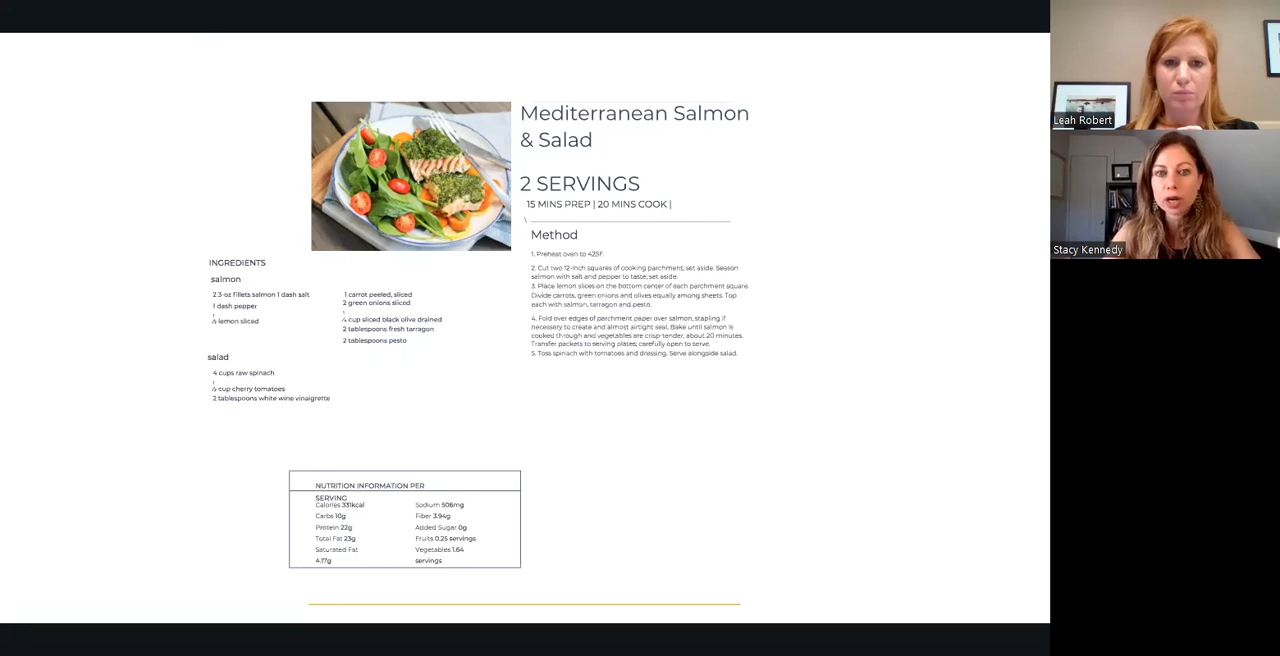 Mediterranean Salmon
& Salad
2 SERVINGS
15 MINS PREP | 20 MINS COOK |
\
Method
1. Preheat oven to 425F.
2. Cut two 12-inch squares of cooking parchment, set aside. Season
salmon with salt and pepper to taste; set aside.
3. Place lemon slices on the bottom center of each parchment square.
Divide carrots, green onions and olives equally among sheets. Top
each with salmon, tarragon and pesto.
4. Fold over edges of parchment paper over salmon, stapling if
necessary to create and almost airtight seal. Bake until salmon is
cooked through and vegetables are crisp-tender, about 20 minutes.
Transfer packets to serving plates; carefully open to serve.
5. Toss spinach with tomatoes and dressing. Serve alongside salad.
INGREDIENTS
salmon
2 3-oz fillets salmon 1 dash salt
1 dash pepper
½ lemon sliced
1 carrot peeled, sliced
2 green onions sliced
¼ cup sliced black olive drained
2 tablespoons fresh tarragon
2 tablespoons pesto
salad
4 cups raw spinach
½ cup cherry tomatoes
2 tablespoons white wine vinaigrette
NUTRITION INFORMATION PER
SERVING
Calories 331kcal
Carbs 10g
Protein 22g
Total Fat 23g
Saturated Fat
4.17g
Sodium 506mg
Fiber 3.94g
Added Sugar 0g
Fruits 0.25 servings
Vegetables 1.64
servings
Leah Robert
Stacy Kennedy